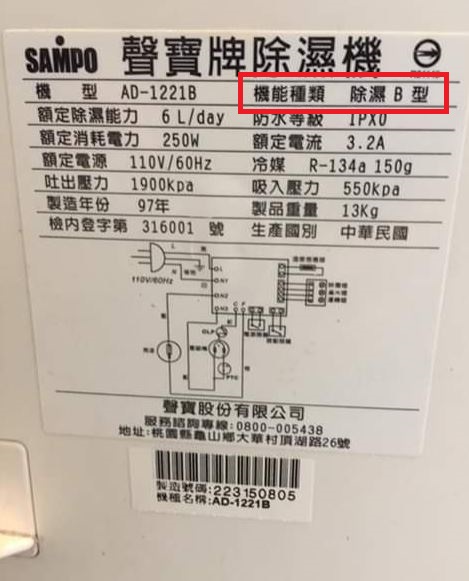 SAMPO 聲寶牌除濕機
機 型 AD-1221B 機能種類 除濕 B 型
額定除濕能力 6 L/day 防水等級 IPX0
額定消耗電力 250W 額定電流 3.2A
額定電源 110V/60Hz 冷媒 R-134a 150g
吐出壓力 1900kpa 吸入壓力 550kpa
製造年份 97年 製品重量 13Kg
檢內登字第 316001 號 生產國別 中華民國
L
N
110V/60Hz
L
N1
N2
N3
C F
OLP
PTC
聲寶股份有限公司
服務諮詢專線:0800-005438
地址:桃園縣龜山鄉大華村頂湖路26號
製造號碼:223150805
機種名稱:AD-1221B